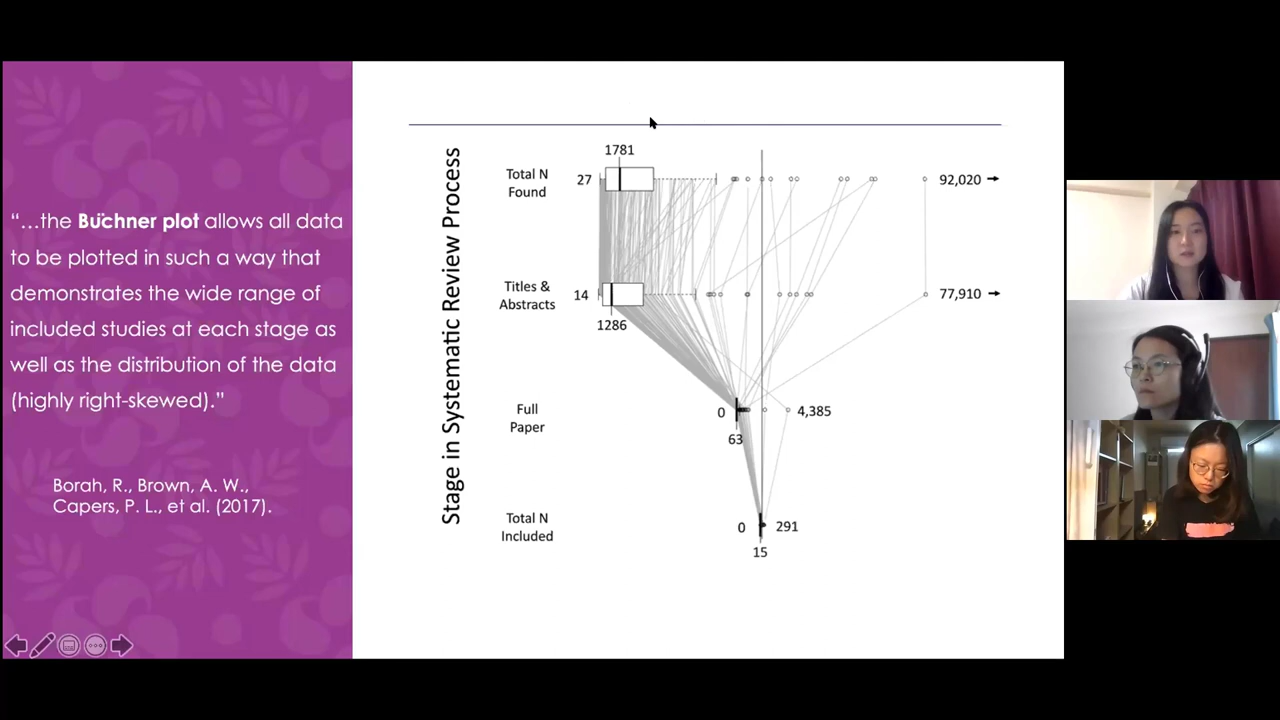 “…the Büchner plot allows all data
to be plotted in such a way that
demonstrates the wide range of
included studies at each stage as
well as the distribution of the data
(highly right-skewed).”
Borah, R., Brown, A. W.,
Capers, P. L., et al. (2017).
Stage in Systematic Review Process
1781
Total N
Found
27
92,020
Titles &
Abstracts
14
77,910
1286
Full
Paper
0
4,385
63
Total N
Included
0
291
15